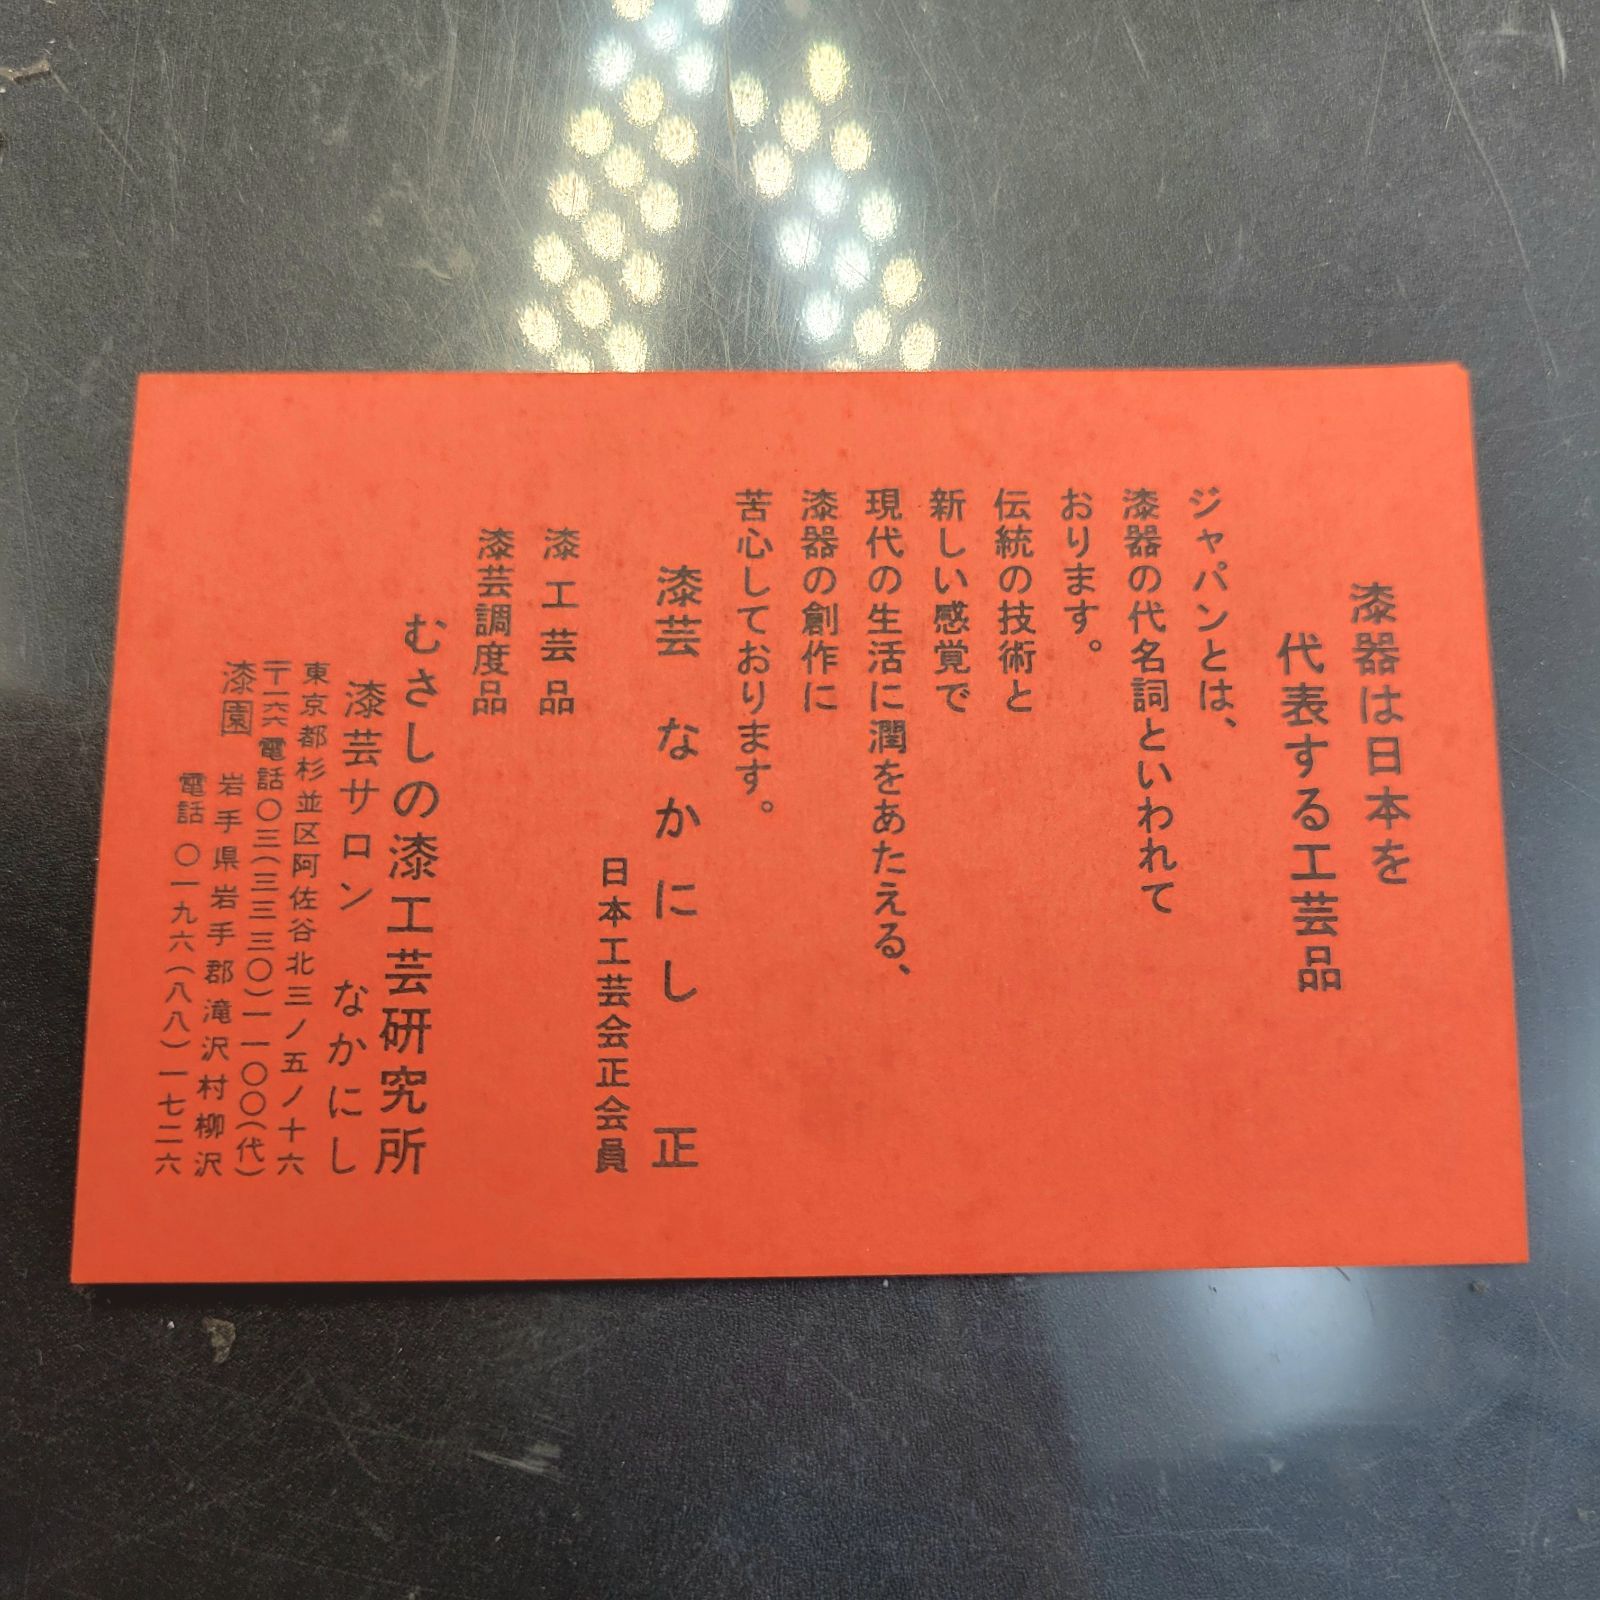 漆器は日本を
代表する工芸品
ジャパンとは、
漆器の代名詞といわれて
おります。
伝統の技術と
新しい感覚で
現代の生活に潤をあたえる、
漆器の創作に
苦心しております。
漆芸 なかにし 正
日本工芸会正会員
漆工芸品
漆芸調度品
むさしの漆工芸研究所
漆芸サロン なかにし
東京都杉並区阿佐谷北三ノ五ノ十六
〒一六六 電話〇三(三三三〇)一一〇〇(代)
漆園 岩手県岩手郡滝沢村柳沢
電話 〇一九六(八八)一七二六